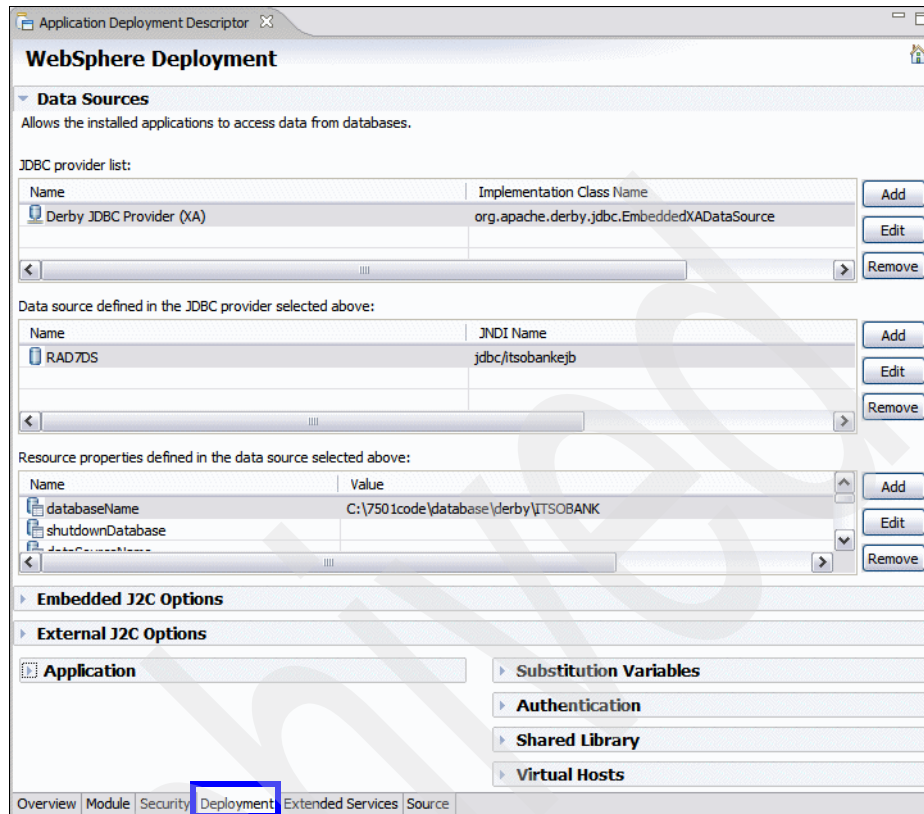 Application Deployment Descriptor
WebSphere Deployment
Data Sources
Allows the installed applications to access data from databases.
JDBC provider list:
Name Implementation Class Name
Derby JDBC Provider (XA) org.apache.derby.jdbc.EmbeddedXADataSource
Add
Edit
Remove
Data source defined in the JDBC provider selected above:
Name JNDI Name
RAD7DS jdbc/itsobankejb
Add
Edit
Remove
Resource properties defined in the data source selected above:
Name Value
databaseName C:\7501code\database\derby\ITSOBANK
shutdownDatabase
dataSourceName
Add
Edit
Remove
Embedded J2C Options
External J2C Options
Application
Substitution Variables
Authentication
Shared Library
Virtual Hosts
Overview Module Security Deployment Extended Services Source